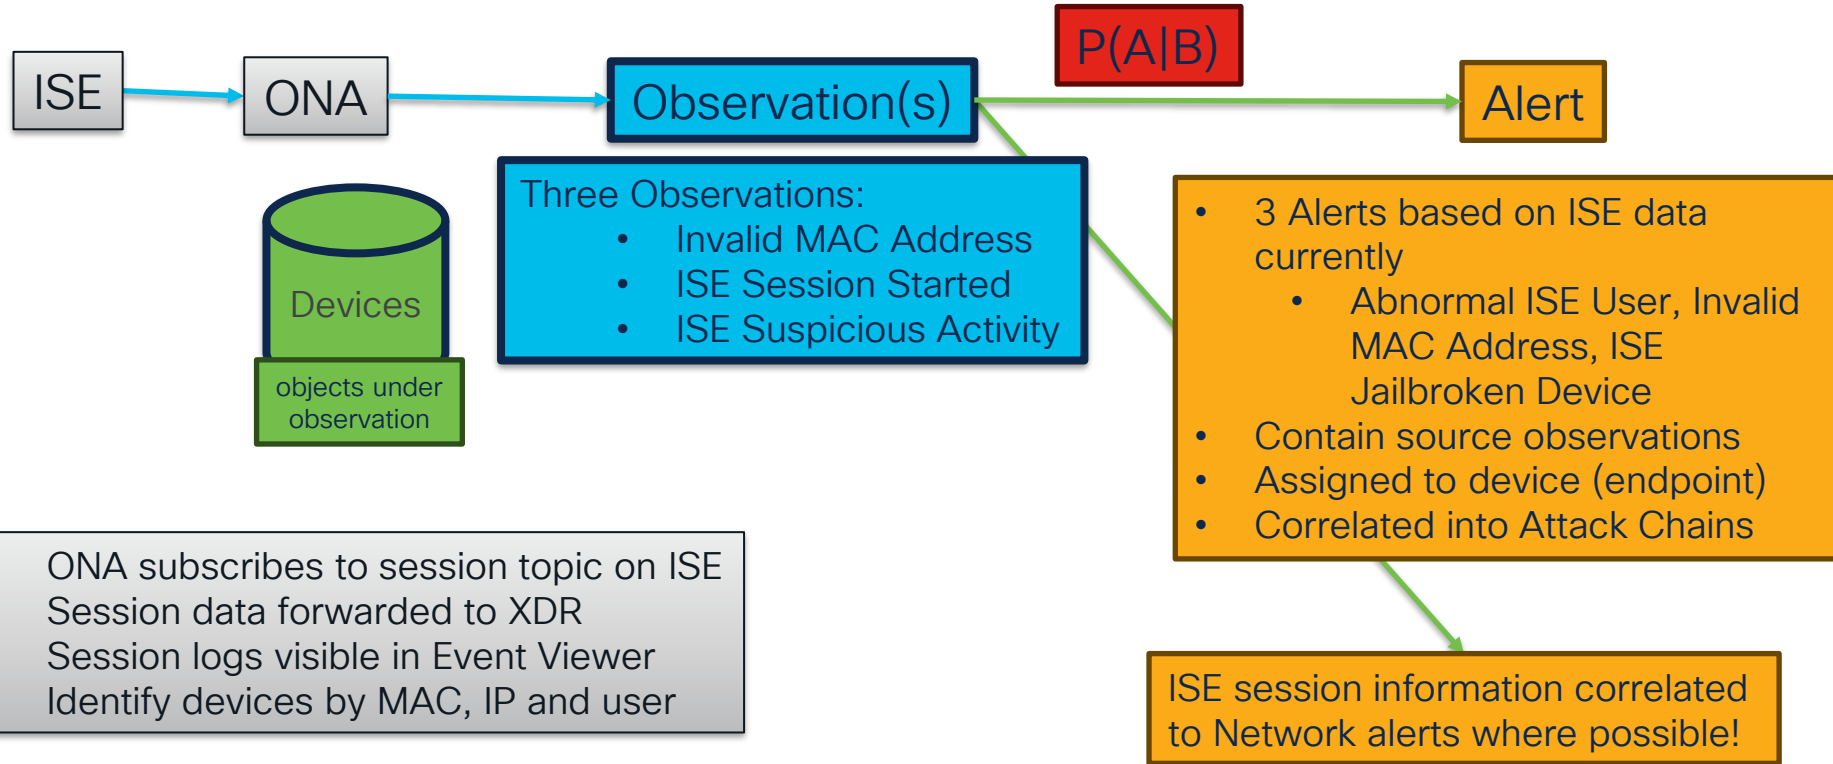 ISE
ONA
Observation(s)
P(A|B)
Alert
Three Observations:
• Invalid MAC Address
• ISE Session Started
• ISE Suspicious Activity
Devices
objects under
observation
• 3 Alerts based on ISE data
currently
• Abnormal ISE User, Invalid
MAC Address, ISE
Jailbroken Device
• Contain source observations
• Assigned to device (endpoint)
• Correlated into Attack Chains
ONA subscribes to session topic on ISE
Session data forwarded to XDR
Session logs visible in Event Viewer
Identify devices by MAC, IP and user
ISE session information correlated
to Network alerts where possible!